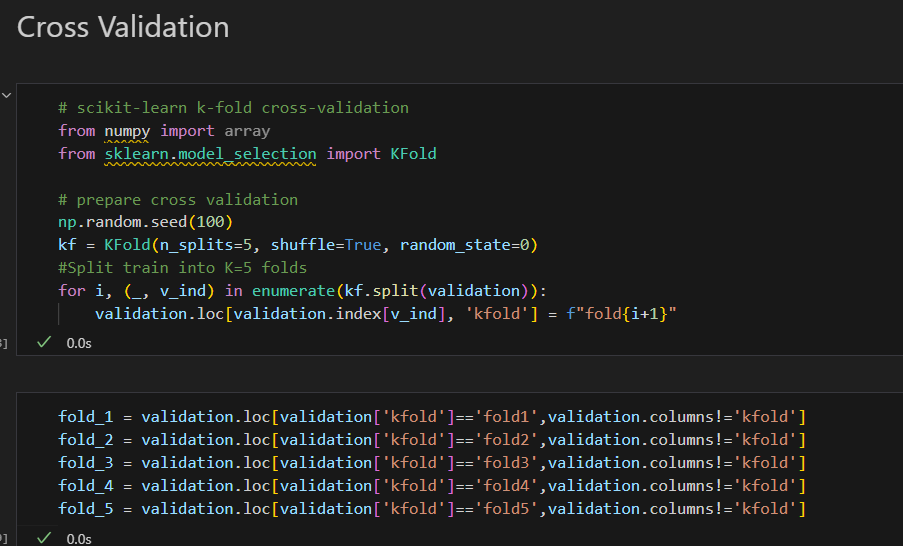 Cross Validation
# scikit-learn k-fold cross-validation
from numpy import array
from sklearn.model_selection import KFold
# prepare cross validation
np.random.seed(100)
kf = KFold(n_splits=5, shuffle=True, random_state=0)
#Split train into K=5 folds
for i, (_, v_ind) in enumerate(kf.split(validation)):
    validation.loc[validation.index[v_ind], 'kfold'] = f"fold{i+1}"
0.0s
fold_1 = validation.loc[validation['kfold']=='fold1',validation.columns!='kfold']
fold_2 = validation.loc[validation['kfold']=='fold2',validation.columns!='kfold']
fold_3 = validation.loc[validation['kfold']=='fold3',validation.columns!='kfold']
fold_4 = validation.loc[validation['kfold']=='fold4',validation.columns!='kfold']
fold_5 = validation.loc[validation['kfold']=='fold5',validation.columns!='kfold']
0.0s